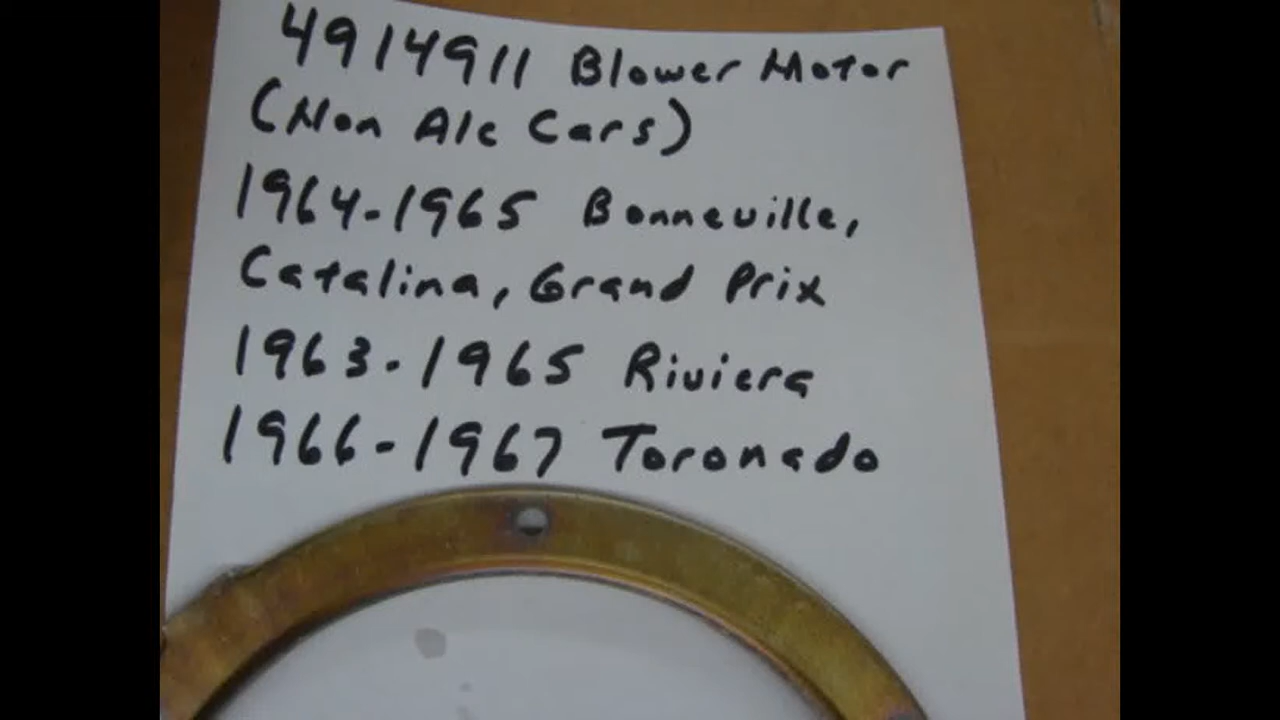 4914911 Blower Motor
(Non A/c Cars)
1964-1965 Bonneville,
Catalina, Grand Prix
1963-1965 Riviera
1966-1967 Toronado